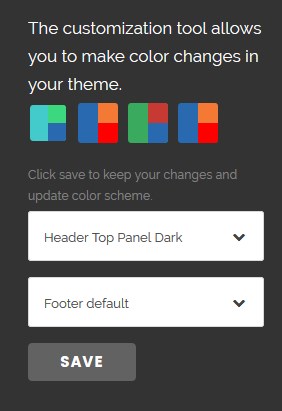 The customization tool allows
you to make color changes in
your theme.
Click save to keep your changes and
update color scheme.
Header Top Panel Dark
Footer default
SAVE